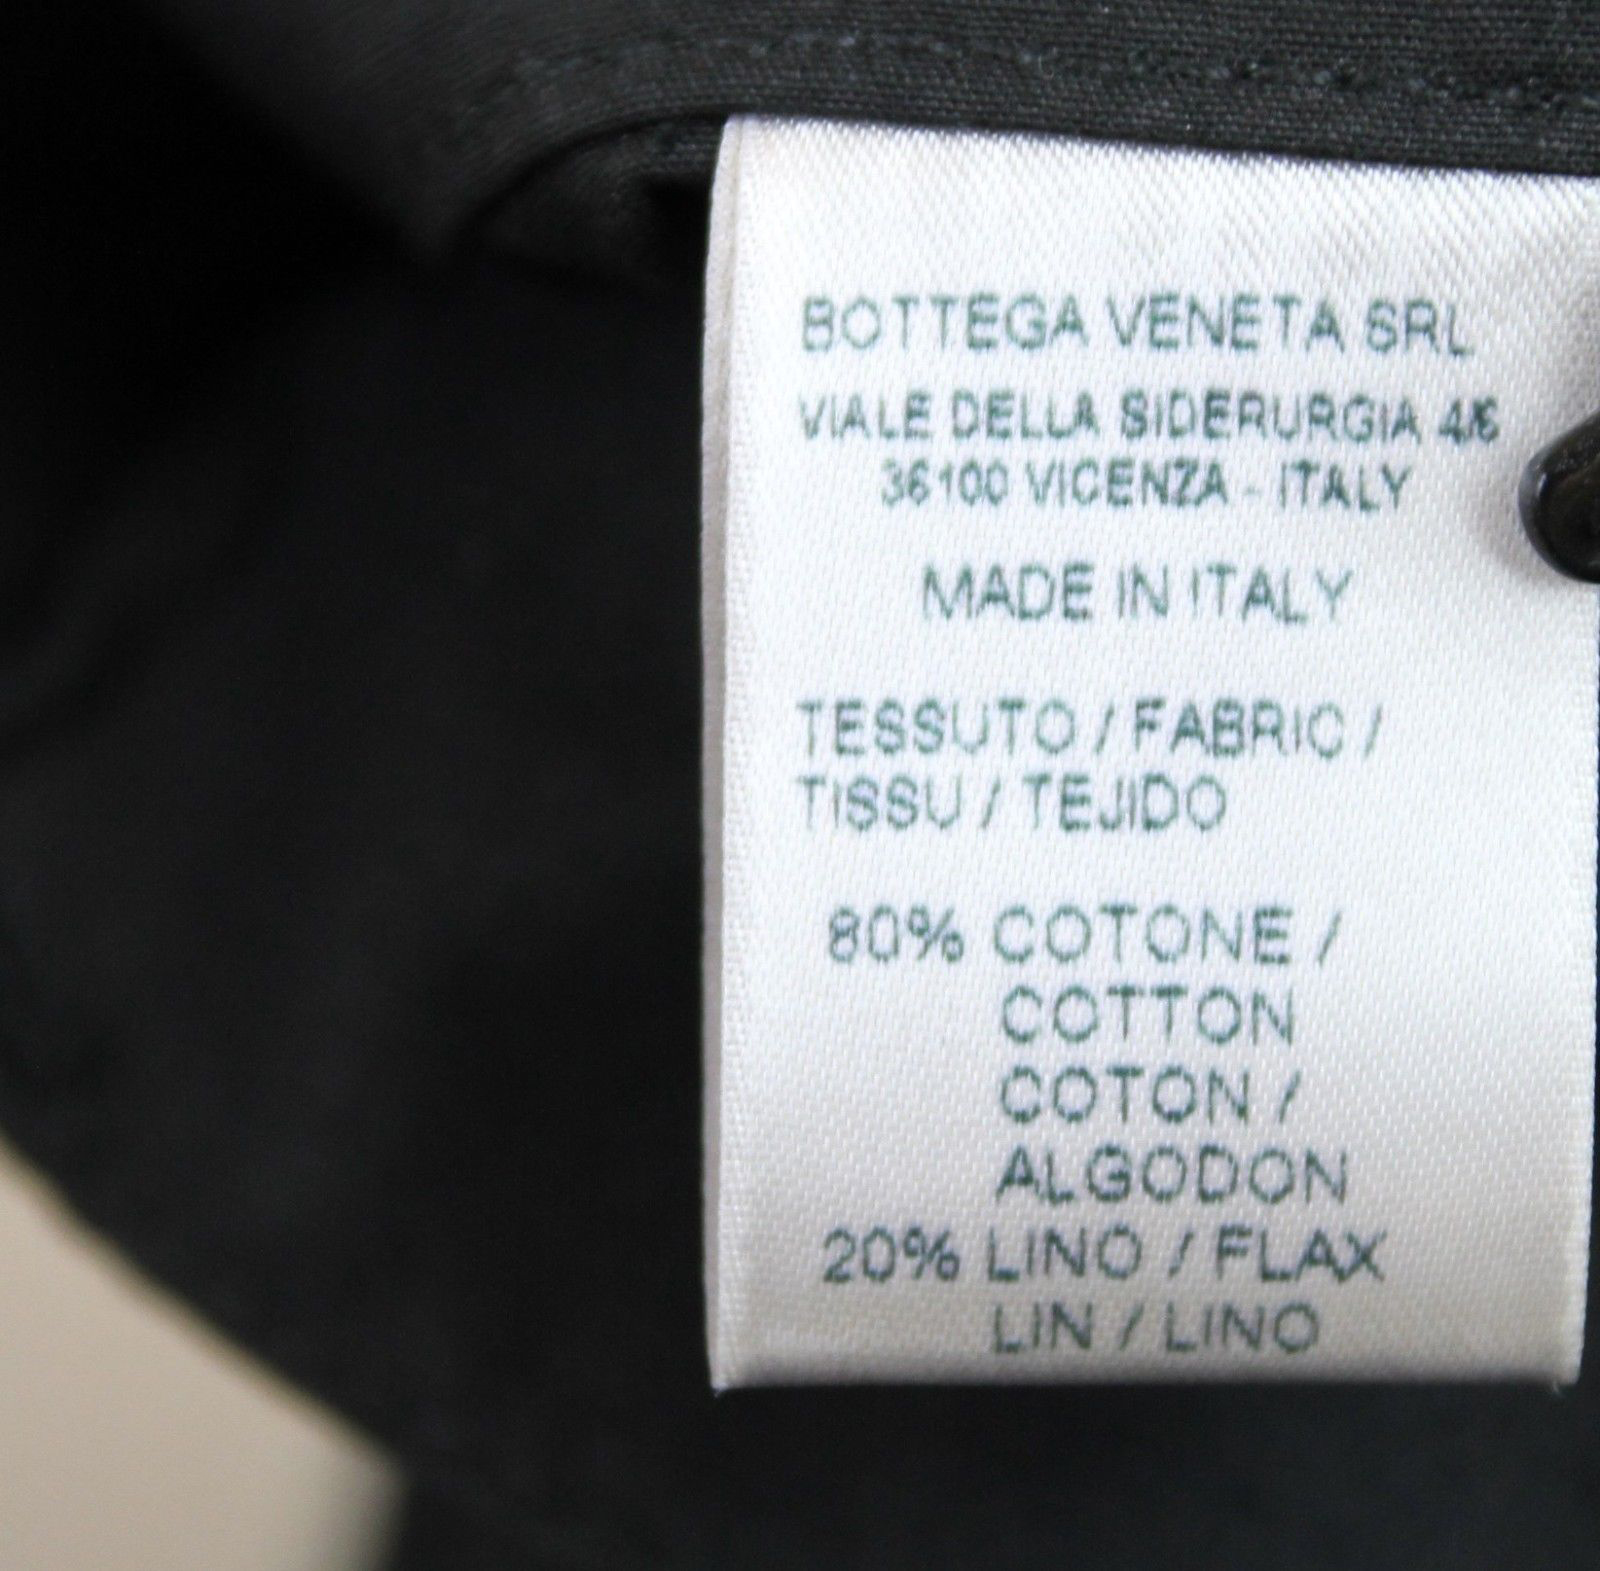 BOTTEGA VENETA SRL
VIALE DELLA SIDERURGIA 4/6
36100 VICENZA - ITALY
MADE IN ITALY
TESSUTO / FABRIC /
TISSU / TEJIDO
80% COTONE /
COTTON
COTON /
ALGODON
20% LINO / FLAX
LIN / LINO